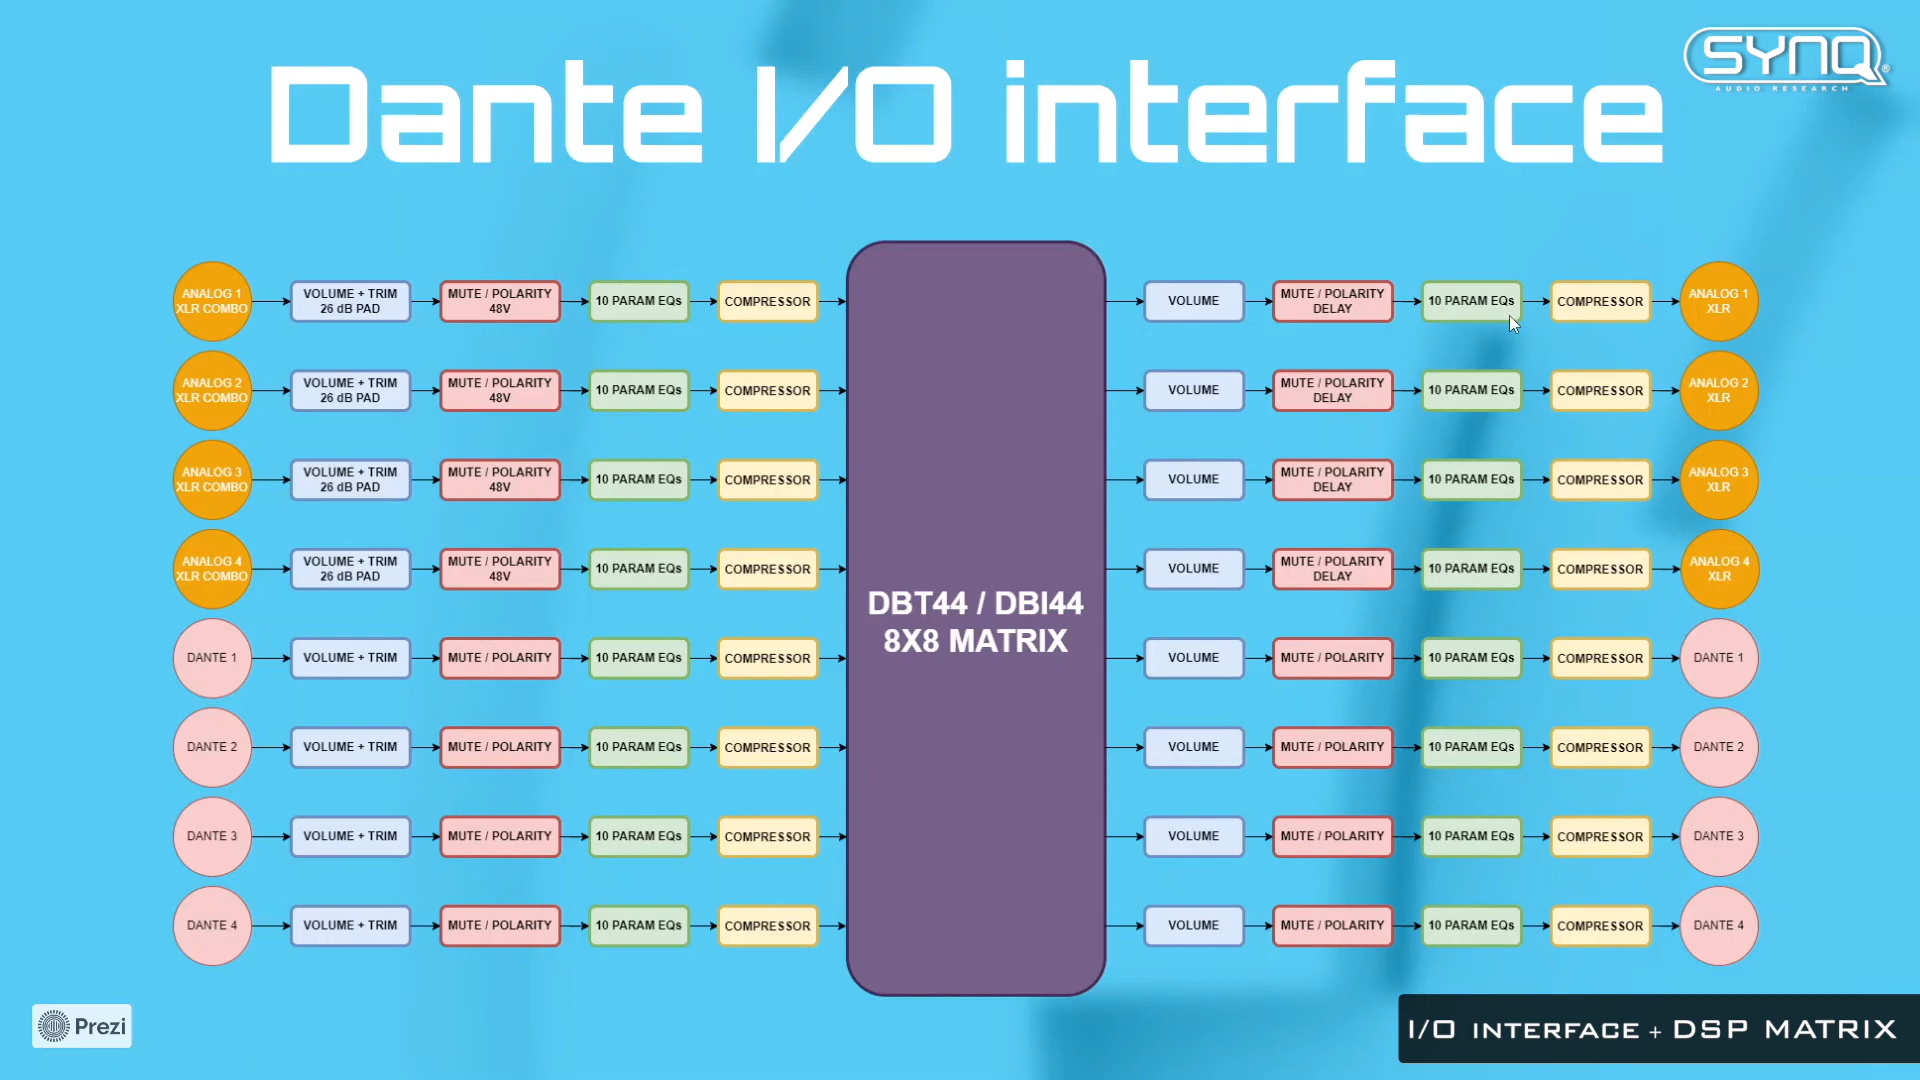 SYNQ®
AUDIO RESEARCH
Dante I/O interface
ANALOG 1
XLR COMBO
VOLUME + TRIM
26 dB PAD
MUTE / POLARITY
48V
10 PARAM EQs
COMPRESSOR
VOLUME
MUTE / POLARITY
DELAY
10 PARAM EQs
COMPRESSOR
ANALOG 1
XLR
ANALOG 2
XLR COMBO
VOLUME + TRIM
26 dB PAD
MUTE / POLARITY
48V
10 PARAM EQs
COMPRESSOR
VOLUME
MUTE / POLARITY
DELAY
10 PARAM EQs
COMPRESSOR
ANALOG 2
XLR
ANALOG 3
XLR COMBO
VOLUME + TRIM
26 dB PAD
MUTE / POLARITY
48V
10 PARAM EQs
COMPRESSOR
VOLUME
MUTE / POLARITY
DELAY
10 PARAM EQs
COMPRESSOR
ANALOG 3
XLR
ANALOG 4
XLR COMBO
VOLUME + TRIM
26 dB PAD
MUTE / POLARITY
48V
10 PARAM EQs
COMPRESSOR
VOLUME
MUTE / POLARITY
DELAY
10 PARAM EQs
COMPRESSOR
ANALOG 4
XLR
DBT44 / DBI44
8X8 MATRIX
DANTE 1
VOLUME + TRIM
MUTE / POLARITY
10 PARAM EQs
COMPRESSOR
VOLUME
MUTE / POLARITY
10 PARAM EQs
COMPRESSOR
DANTE 1
DANTE 2
VOLUME + TRIM
MUTE / POLARITY
10 PARAM EQs
COMPRESSOR
VOLUME
MUTE / POLARITY
10 PARAM EQs
COMPRESSOR
DANTE 2
DANTE 3
VOLUME + TRIM
MUTE / POLARITY
10 PARAM EQs
COMPRESSOR
VOLUME
MUTE / POLARITY
10 PARAM EQs
COMPRESSOR
DANTE 3
DANTE 4
VOLUME + TRIM
MUTE / POLARITY
10 PARAM EQs
COMPRESSOR
VOLUME
MUTE / POLARITY
10 PARAM EQs
COMPRESSOR
DANTE 4
Prezi
I/O INTERFACE + DSP MATRIX